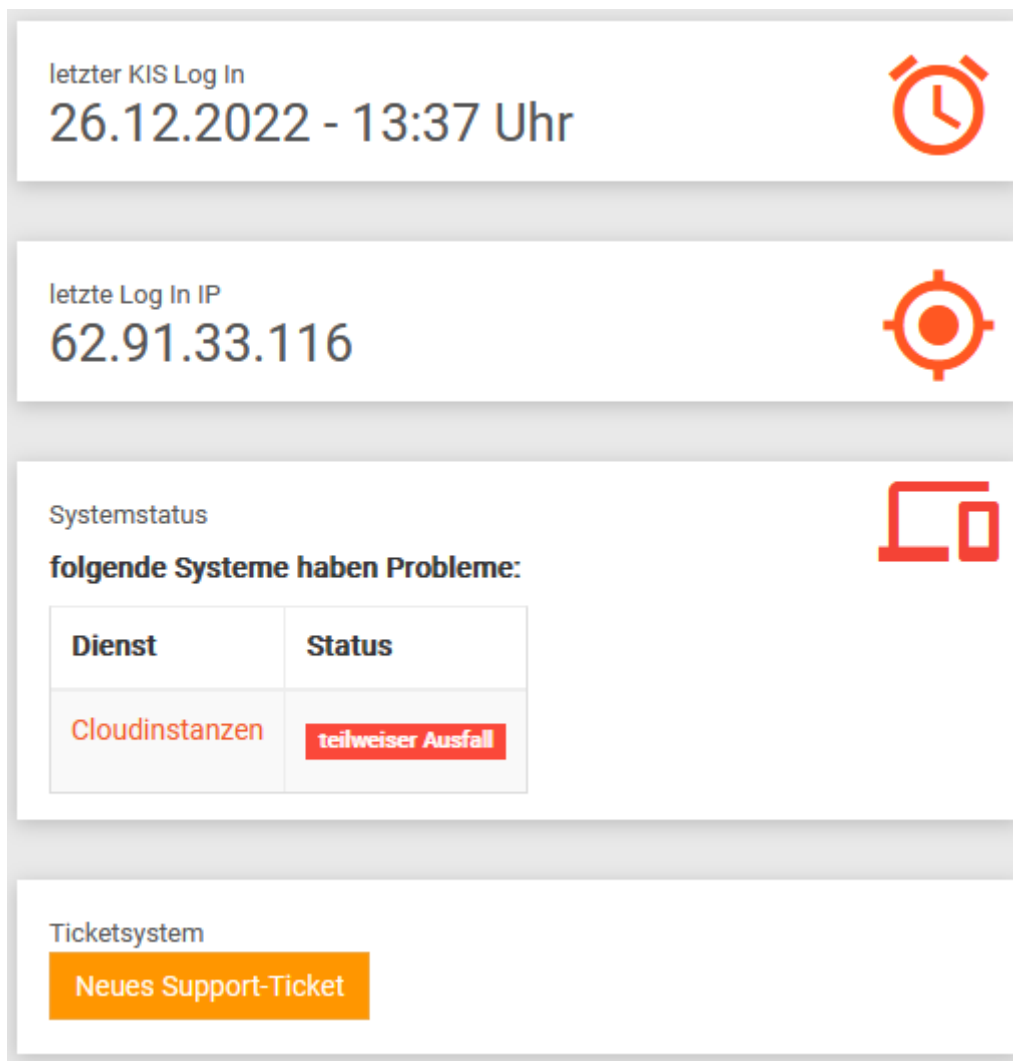 letzter KIS Log In
26.12.2022 - 13:37 Uhr
letzte Log In IP
62.91.33.116
Systemstatus
folgende Systeme haben Probleme:
Dienst Status
Cloudinstanzen teilweiser Ausfall
Ticketsystem
Neues Support-Ticket